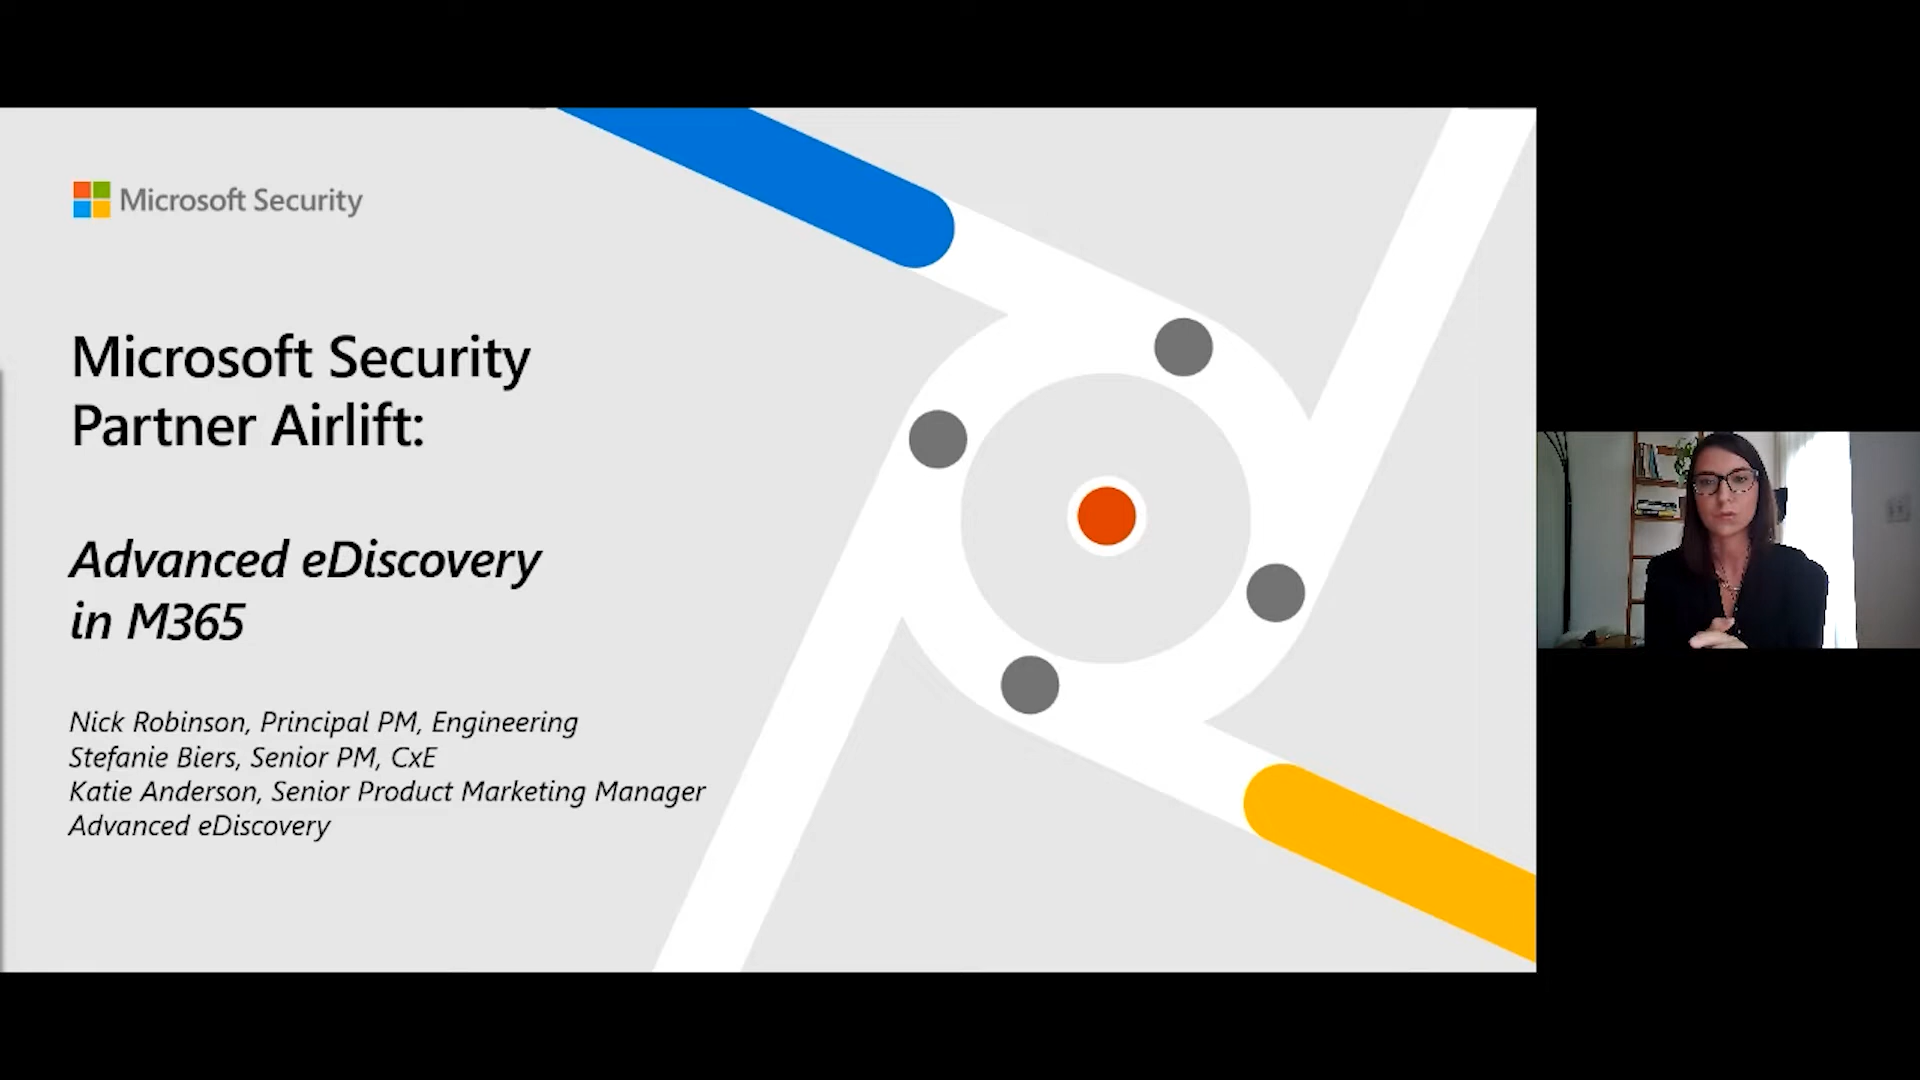 Microsoft Security
Microsoft Security
Partner Airlift:
Advanced eDiscovery
in M365
Nick Robinson, Principal PM, Engineering
Stefanie Biers, Senior PM, CxE
Katie Anderson, Senior Product Marketing Manager
Advanced eDiscovery